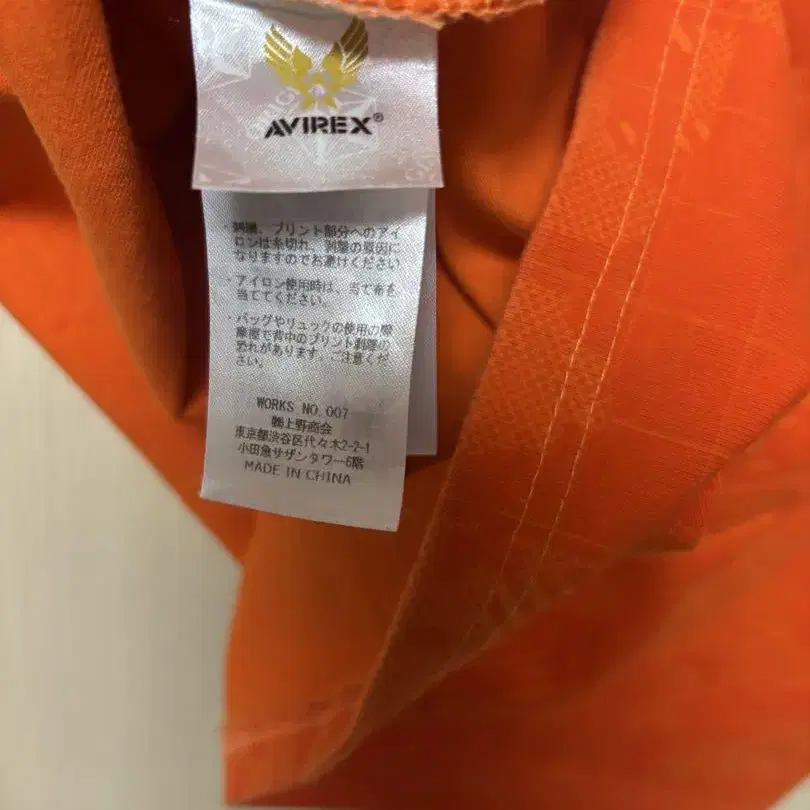 AVIREX®
・刺繍、プリント部分へのアイ
ロンは糸切れ、剥離の原因に
なりますのでお避けください
・アイロン使用時は、当て布を
当ててください。
・バッグやリュックの使用の際
摩擦で背中のプリント剥離の
恐れがあります。ご注意くだ
さい。
WORKS NO.007
㈱上野商会
東京都渋谷区代々木2-2-1
小田急サザンタワー6階
MADE IN CHINA